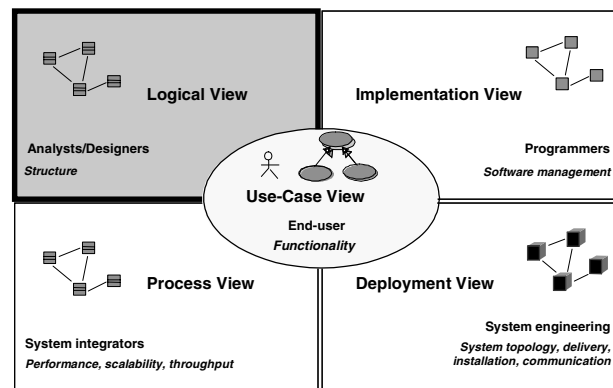 Logical View
Analysts/Designers
Structure
Implementation View
Programmers
Software management
Use-Case View
End-user
Functionality
Process View
System integrators
Performance, scalability, throughput
Deployment View
System engineering
System topology, delivery,
installation, communication